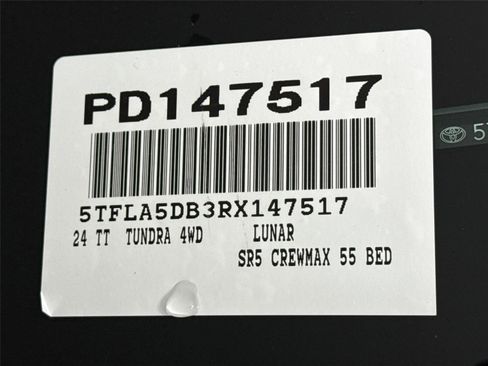 PD147517
5TFLA5DB3RX147517
24 TT TUNDRA 4WD LUNAR
SR5 CREWMAX 55 BED